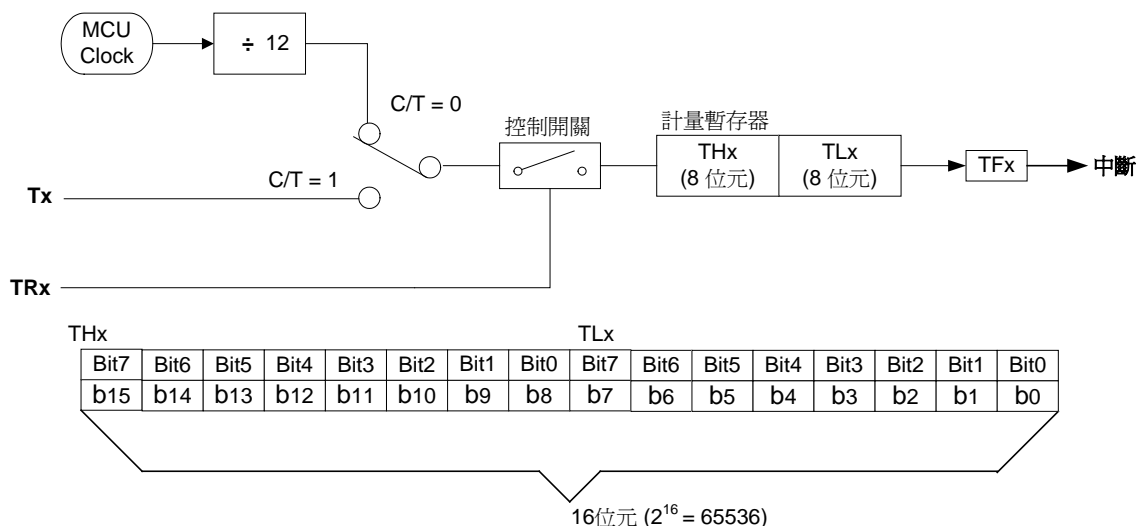 MCU
Clock
÷ 12
C/T = 0
控制開關
計量暫存器
THx
(8 位元)
TLx
(8 位元)
TFx
中斷
C/T = 1
Tx
TRx
THx
TLx
Bit7 Bit6 Bit5 Bit4 Bit3 Bit2 Bit1 Bit0 Bit7 Bit6 Bit5 Bit4 Bit3 Bit2 Bit1 Bit0
b15 b14 b13 b12 b11 b10 b9 b8 b7 b6 b5 b4 b3 b2 b1 b0
16位元 (2^16 = 65536)